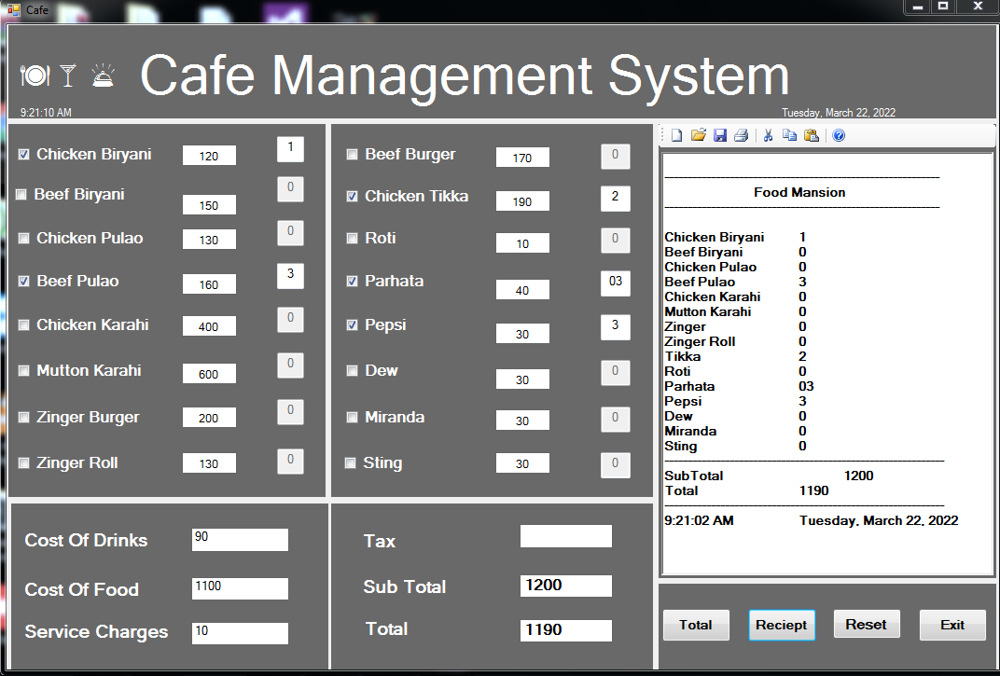 Cafe
Cafe Management System
9:21:10 AM
Tuesday, March 22, 2022
Chicken Biryani 120 1
Beef Biryani 150 0
Chicken Pulao 130 0
Beef Pulao 160 3
Chicken Karahi 400 0
Mutton Karahi 600 0
Zinger Burger 200 0
Zinger Roll 130 0
Beef Burger 170 0
Chicken Tikka 190 2
Roti 10 0
Parhata 40 03
Pepsi 30 3
Dew 30 0
Miranda 30 0
Sting 30 0
Food Mansion
Chicken Biryani 1
Beef Biryani 0
Chicken Pulao 0
Beef Pulao 3
Chicken Karahi 0
Mutton Karahi 0
Zinger 0
Zinger Roll 0
Tikka 2
Roti 0
Parhata 03
Pepsi 3
Dew 0
Miranda 0
Sting 0
SubTotal 1200
Total 1190
9:21:02 AM Tuesday, March 22, 2022
Cost Of Drinks 90
Cost Of Food 1100
Service Charges 10
Tax
Sub Total 1200
Total 1190
Total Reciept Reset Exit